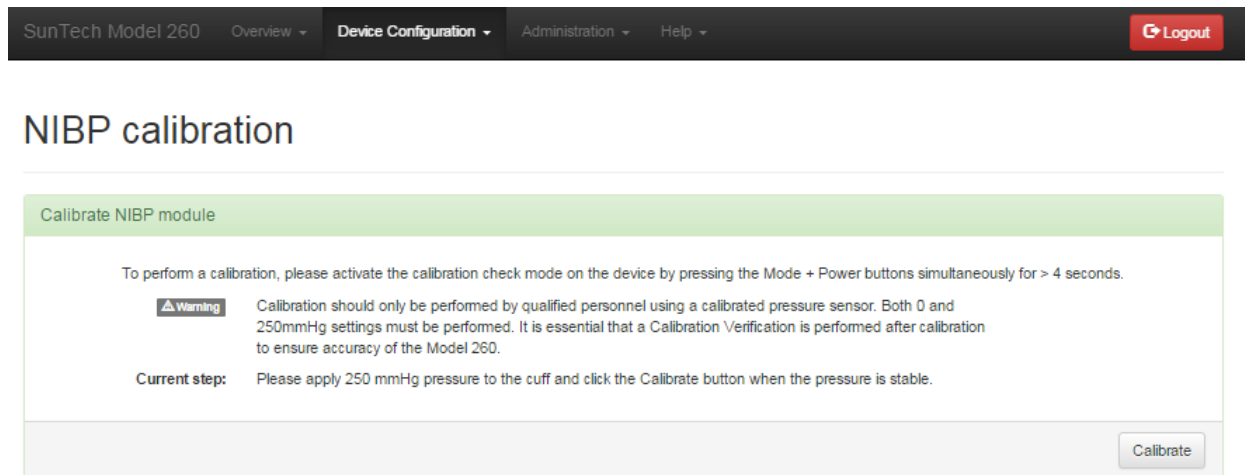 SunTech Model 260 Overview Device Configuration Administration Help Logout
NIBP calibration
Calibrate NIBP module
To perform a calibration, please activate the calibration check mode on the device by pressing the Mode + Power buttons simultaneously for > 4 seconds.
Warning Calibration should only be performed by qualified personnel using a calibrated pressure sensor. Both 0 and
250mmHg settings must be performed. It is essential that a Calibration Verification is performed after calibration
to ensure accuracy of the Model 260.
Current step: Please apply 250 mmHg pressure to the cuff and click the Calibrate button when the pressure is stable.
Calibrate